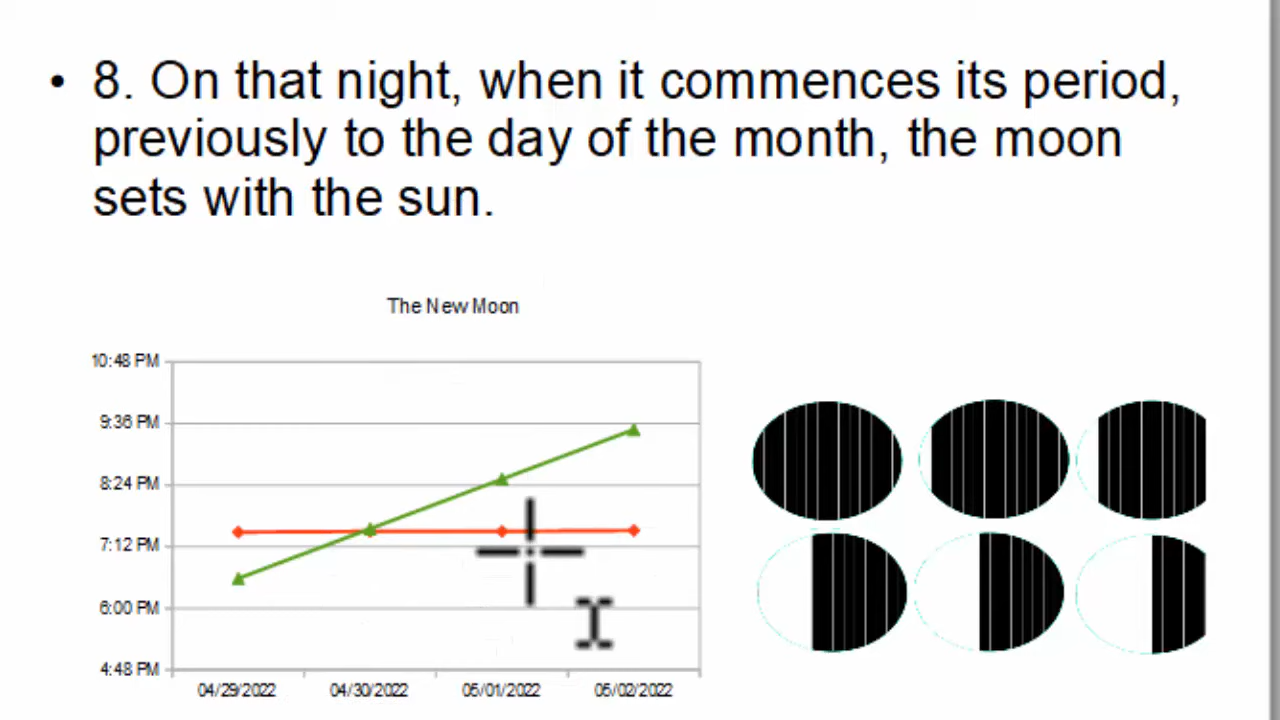 • 8. On that night, when it commences its period,
previously to the day of the month, the moon
sets with the sun.
The New Moon
10:48 PM
9:36 PM
8:24 PM
7:12 PM
6:00 PM
4:48 PM
04/29/2022 04/30/2022 05/01/2022 05/02/2022